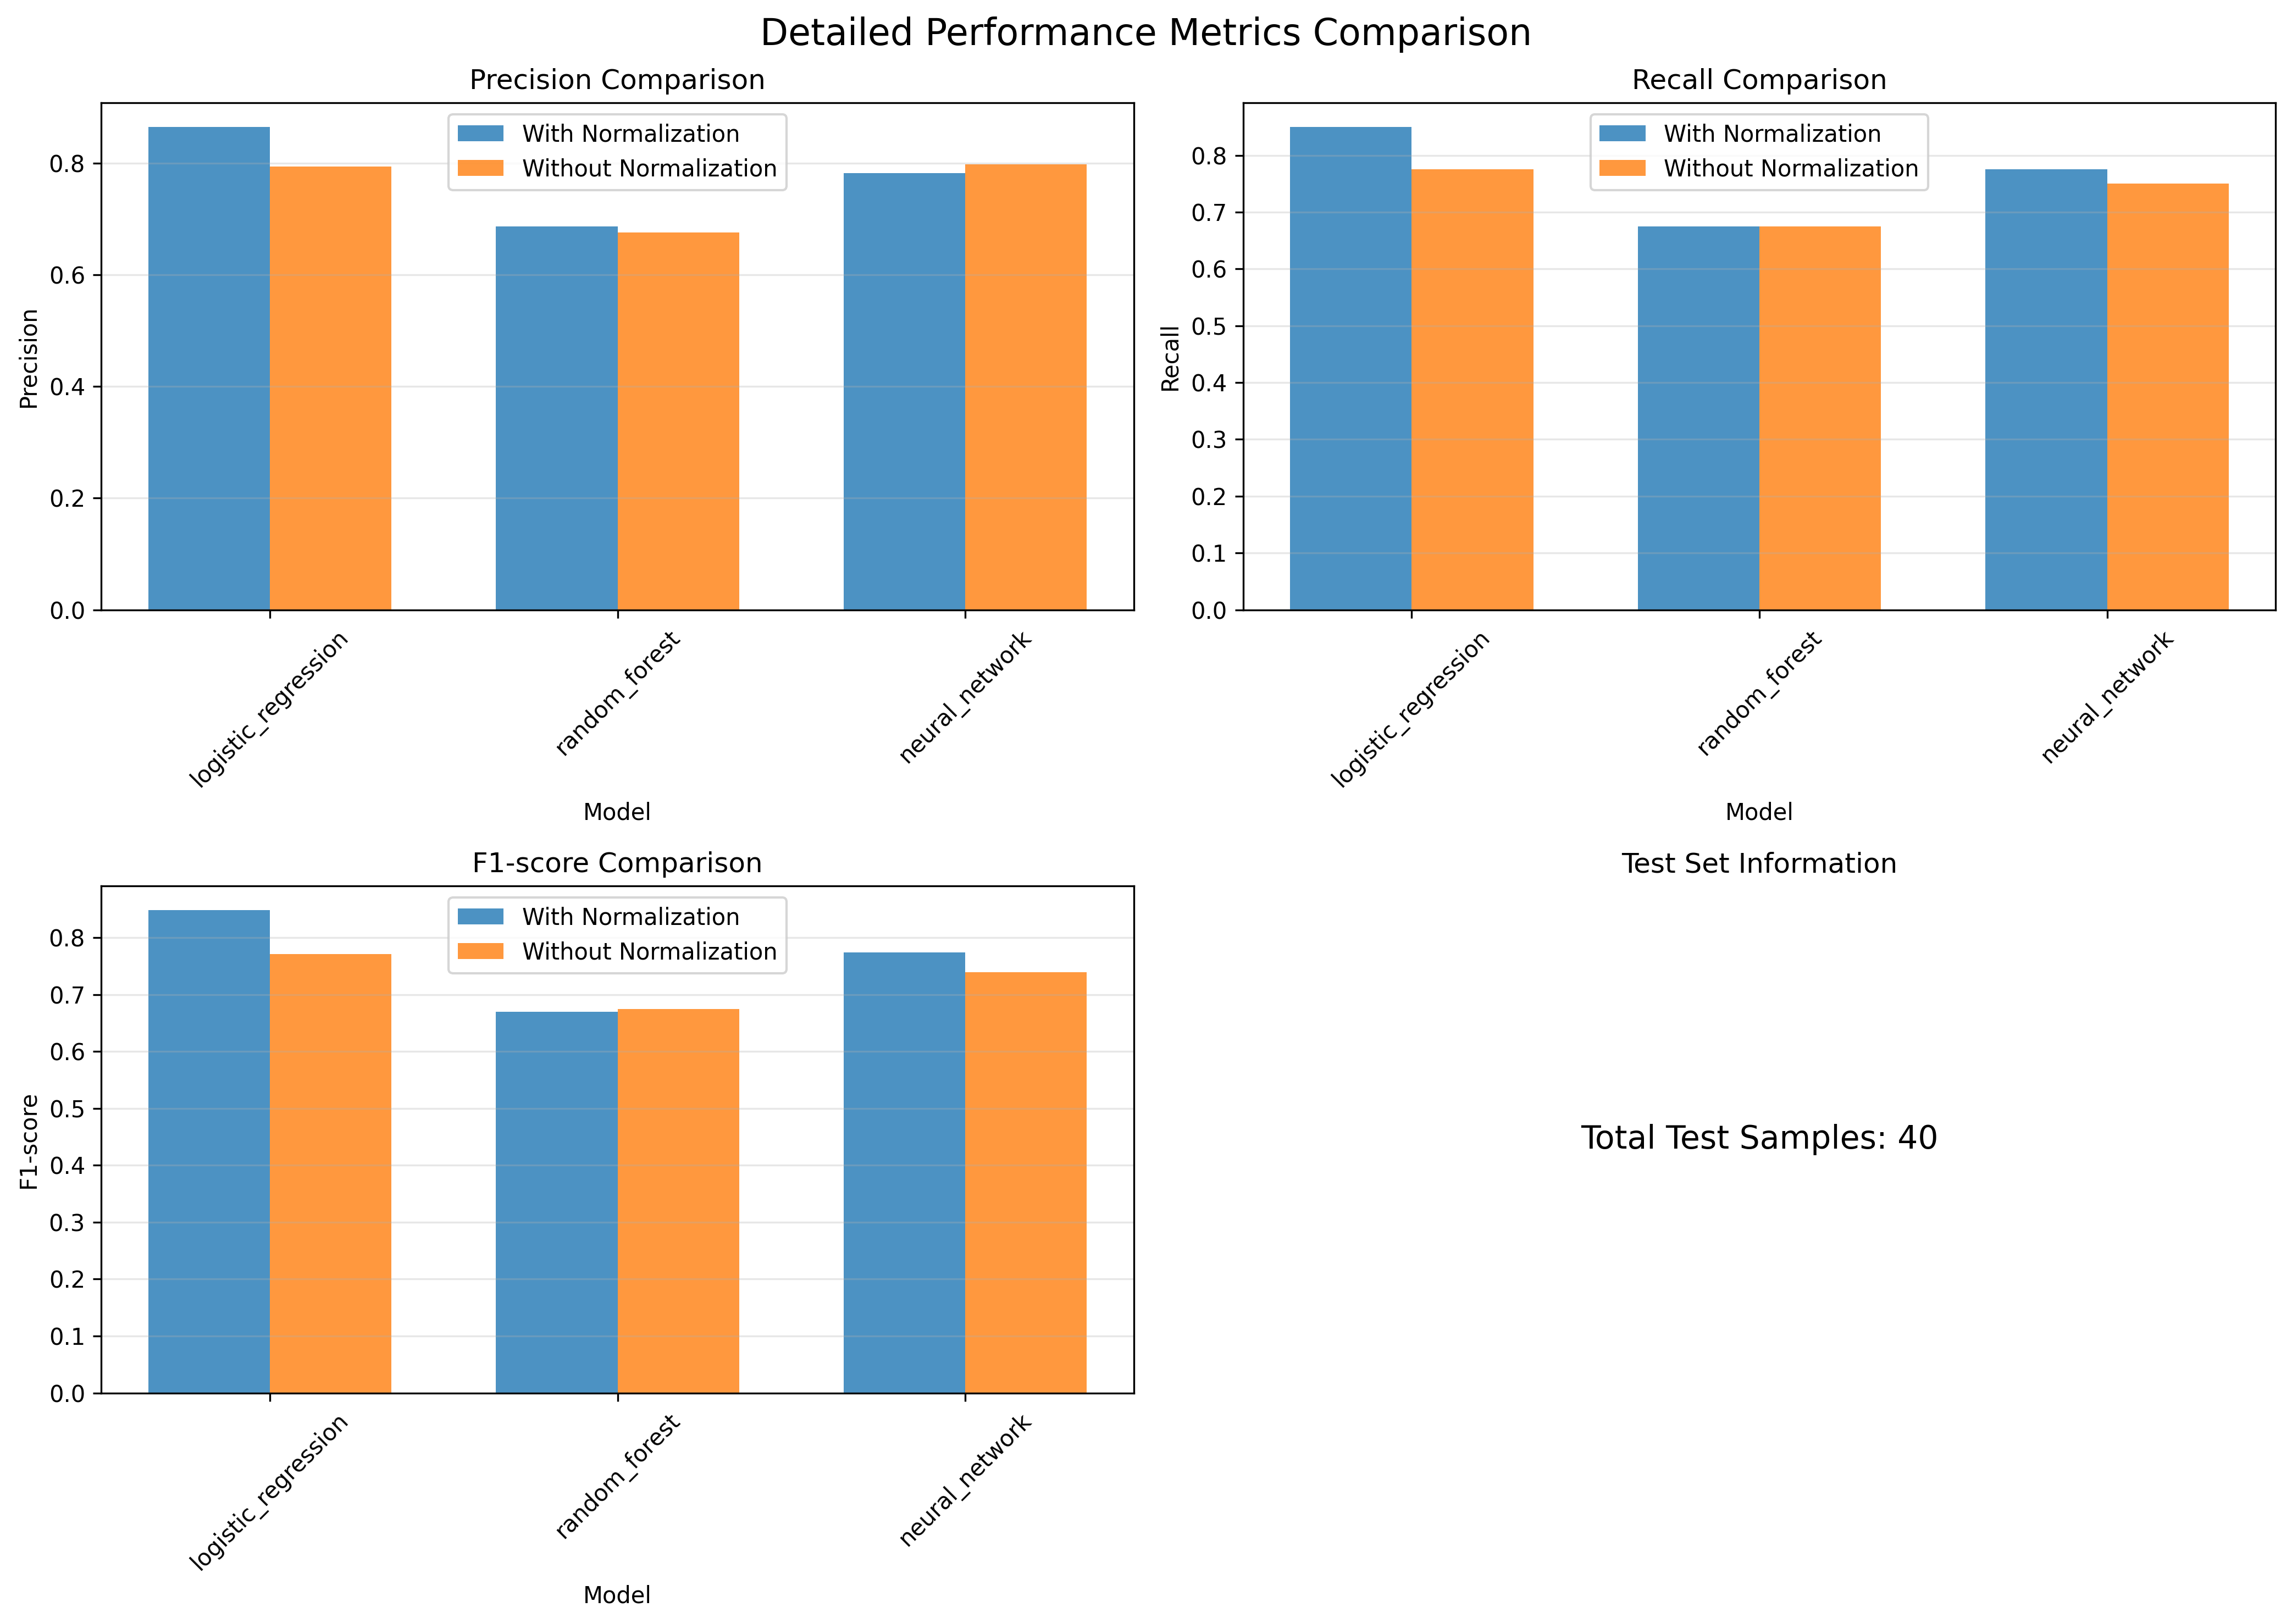 Detailed Performance Metrics Comparison
Precision Comparison
With Normalization
Without Normalization
Precision
0.8
0.6
0.4
0.2
0.0
logistic_regression
random_forest
neural_network
Model
Recall Comparison
With Normalization
Without Normalization
Recall
0.8
0.7
0.6
0.5
0.4
0.3
0.2
0.1
0.0
logistic_regression
random_forest
neural_network
Model
F1-score Comparison
With Normalization
Without Normalization
F1-score
0.8
0.7
0.6
0.5
0.4
0.3
0.2
0.1
0.0
logistic_regression
random_forest
neural_network
Model
Test Set Information
Total Test Samples: 40